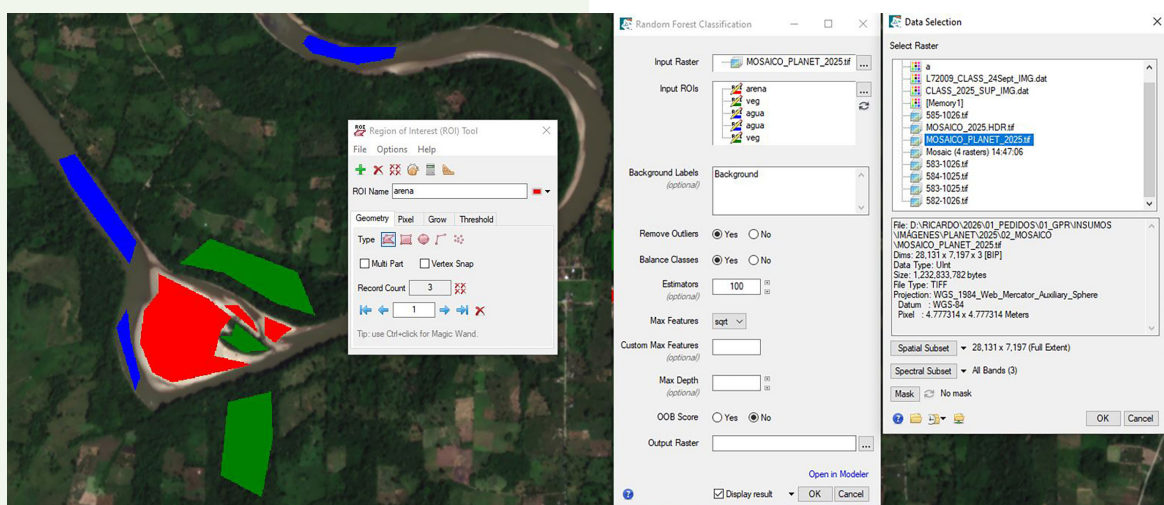 Region of Interest (ROI) Tool
File Options Help
ROI Name arena
Geometry Pixel Grow Threshold
Type
Multi Part Vertex Snap
Record Count 3
1
Tip: use Ctrl+click for Magic Wand.
Random Forest Classification
Input Raster MOSAICO_PLANET_2025.tif ...
Input ROIs arena
veg
agua
agua
veg
...
Background Labels
(optional)
Background
Remove Outliers Yes No
Balance Classes Yes No
Estimators 100
(optional)
Max Features sqrt
Custom Max Features
(optional)
Max Depth
(optional)
OOB Score Yes No
Output Raster ...
Open in Modeler
Display result OK Cancel
Data Selection
Select Raster
a
L72009_CLASS_24Sept_IMG.dat
CLASS_2025_SUP_IMG.dat
[Memory1]
585-1026.tif
MOSAICO_2025.HDR.tif
MOSAICO_PLANET_2025.tif
Mosaic (4 rasters) 14:47:06
583-1026.tif
584-1025.tif
583-1025.tif
582-1026.tif
File: D:\RICARDO\2026\01_PEDIDOS\01_GPR\INSUMOS
\IMÁGENES\PLANET\2025\02_MOSAICO
\MOSAICO_PLANET_2025.tif
Dims: 28,131 x 7,197 x 3 [BIP]
Data Type: UInt
Size: 1,232,833,782 bytes
File Type: TIFF
Projection: WGS_1984_Web_Mercator_Auxiliary_Sphere
Datum : WGS-84
Pixel : 4.777314 x 4.777314 Meters
Spatial Subset 28,131 x 7,197 (Full Extent)
Spectral Subset All Bands (3)
Mask No mask
OK Cancel